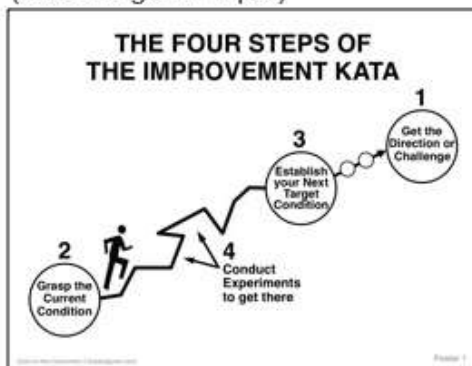 THE FOUR STEPS OF
THE IMPROVEMENT KATA
1
Get the
Direction or
Challenge
3
Establish
your Next
Target
Condition
2
Grasp the
Current
Condition
4
Conduct
Experiments
to get there
Poster 1